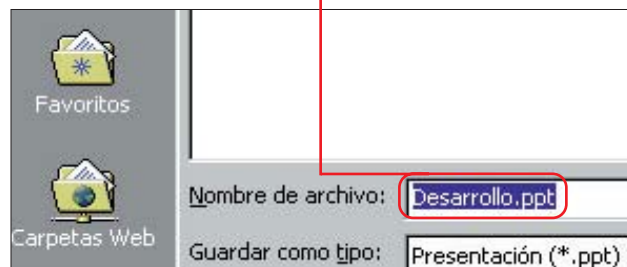 Favoritos
Carpetas Web
Nombre de archivo: Desarrollo.ppt
Guardar como tipo: Presentación (*.ppt)